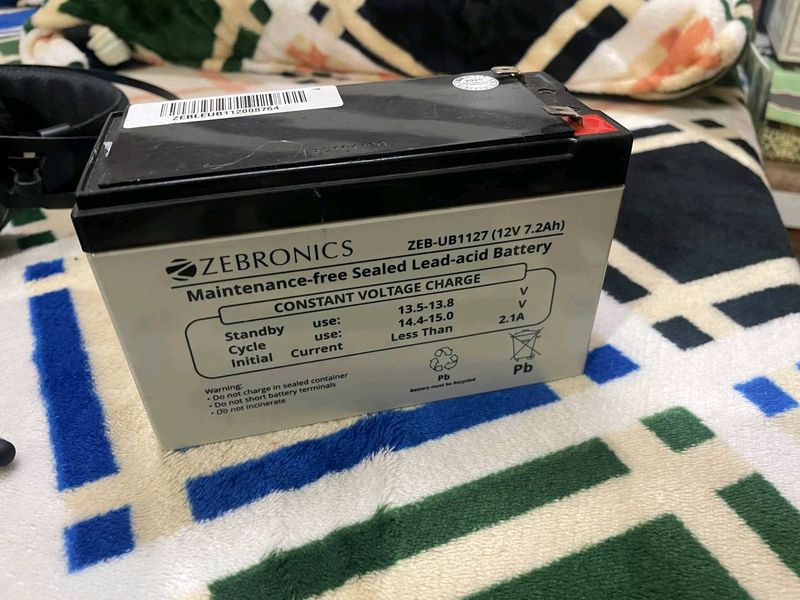 ZEBLEUB112008764
ZEBRONICS
ZEB-UB1127 (12V 7.2Ah)
Maintenance-free Sealed Lead-acid Battery
CONSTANT VOLTAGE CHARGE
Standby use: 13.5-13.8 V
Cycle use: 14.4-15.0 V
Initial Current Less Than 2.1A
Warning:
• Do not charge in sealed container
• Do not short battery terminals
• Do not incinerate
Pb
Battery must be Recycled
Pb